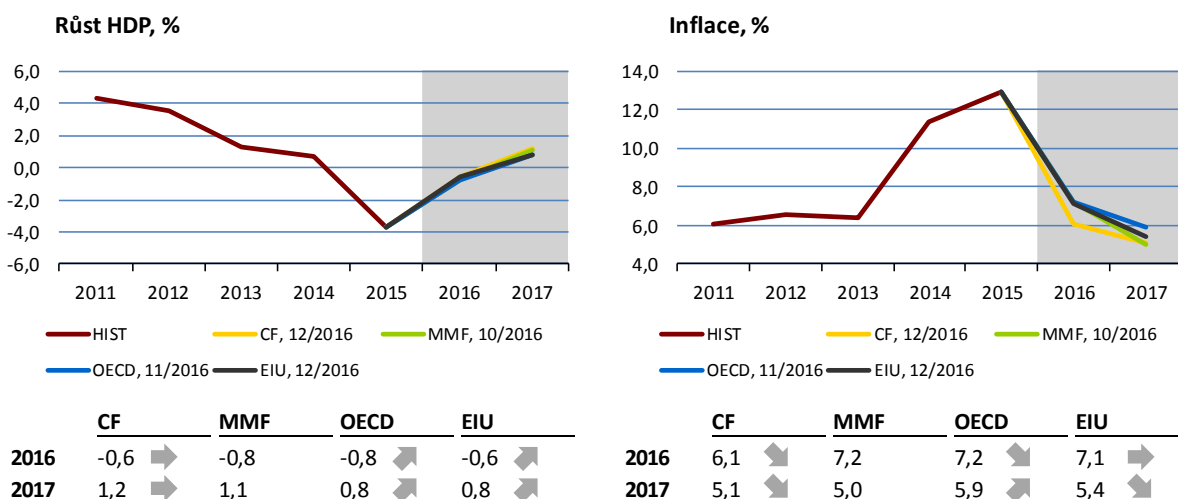 Růst HDP, %
6,0
4,0
2,0
0,0
-2,0
-4,0
-6,0
2011 2012 2013 2014 2015 2016 2017
HIST CF, 12/2016 MMF, 10/2016
OECD, 11/2016 EIU, 12/2016
CF MMF OECD EIU
2016 -0,6 -0,8 -0,8 -0,6
2017 1,2 1,1 0,8 0,8
Inflace, %
14,0
12,0
10,0
8,0
6,0
4,0
2011 2012 2013 2014 2015 2016 2017
HIST CF, 12/2016 MMF, 10/2016
OECD, 11/2016 EIU, 12/2016
CF MMF OECD EIU
2016 6,1 7,2 7,2 7,1
2017 5,1 5,0 5,9 5,4